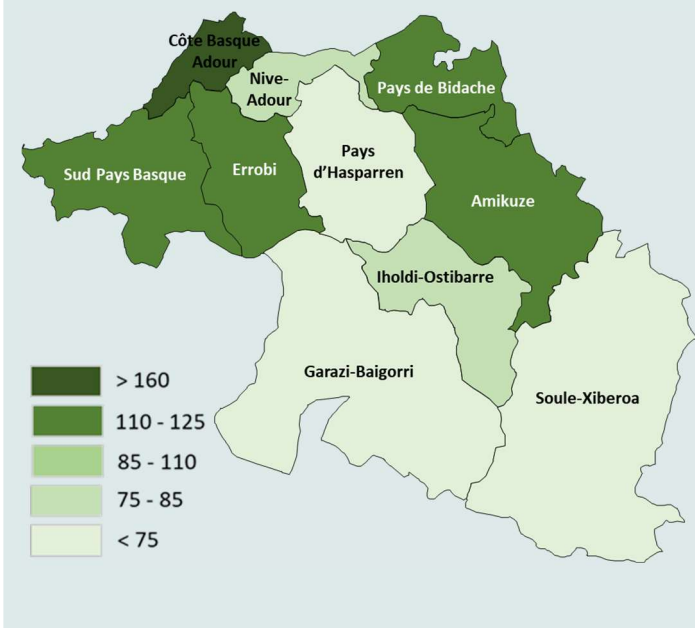 Côte Basque
Adour
Nive-
Adour
Pays de Bidache
Pays
d'Hasparren
Sud Pays Basque
Errobi
Amikuze
Iholdi-Ostibarre
Garazi-Baigorri
Soule-Xiberoa
> 160
110 - 125
85 - 110
75 - 85
< 75